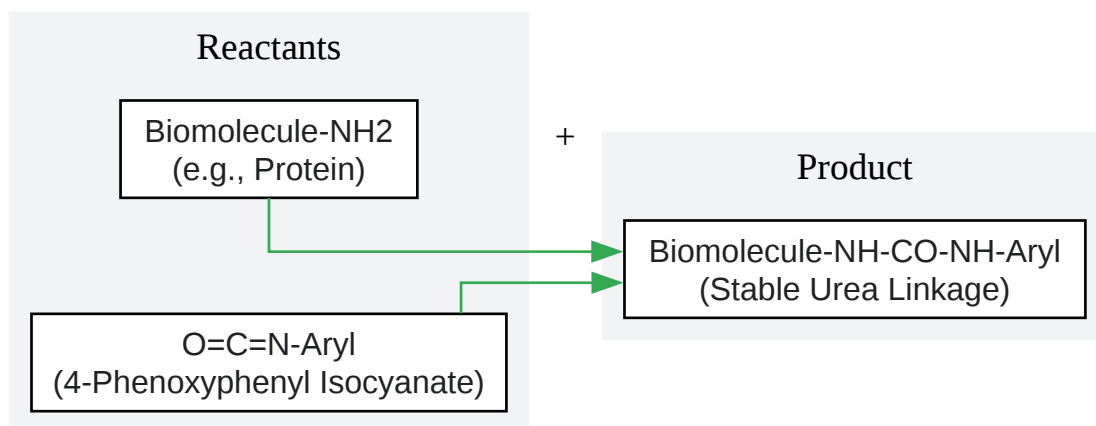 Reactants
Biomolecule-NH2
(e.g., Protein)
O=C=N-Aryl
(4-Phenoxyphenyl Isocyanate)
+
Product
Biomolecule-NH-CO-NH-Aryl
(Stable Urea Linkage)